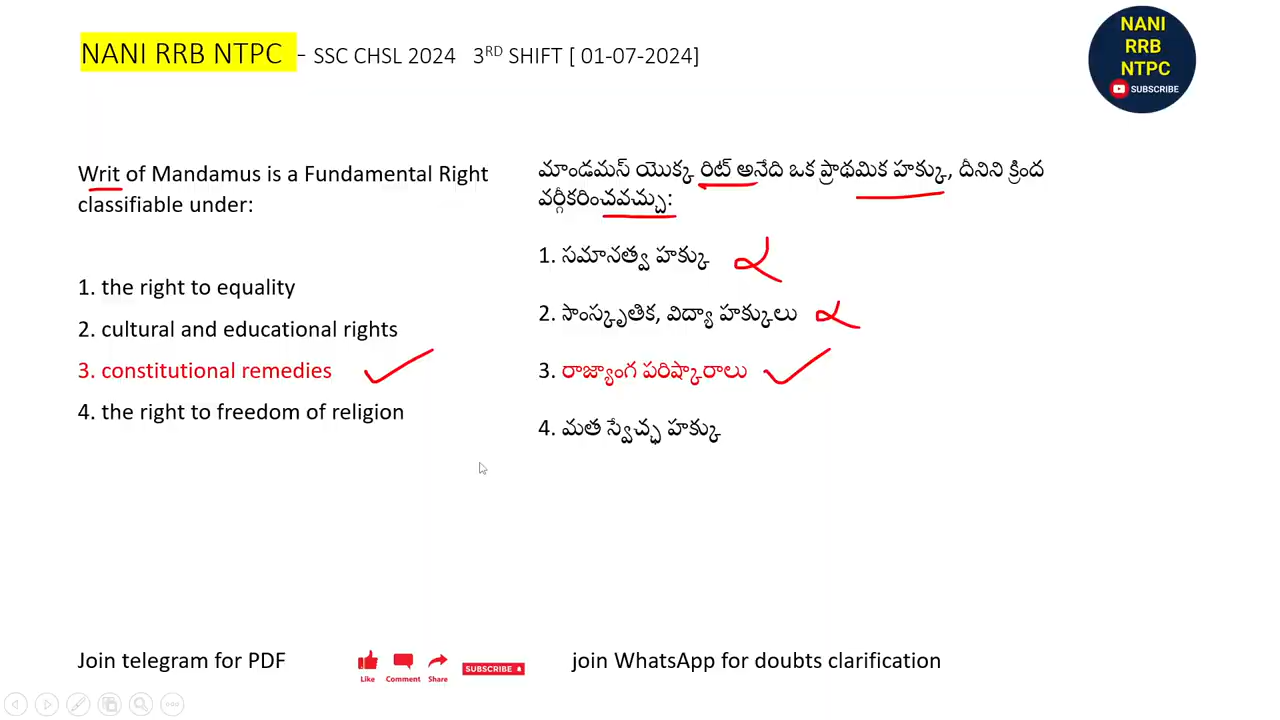 NANI RRB NTPC – SSC CHSL 2024 3RD SHIFT [ 01-07-2024]
NANI
RRB
NTPC
SUBSCRIBE
Writ of Mandamus is a Fundamental Right
classifiable under:
1. the right to equality
2. cultural and educational rights
3. constitutional remedies
4. the right to freedom of religion
మాండమస్ యొక్క రిట్ అనేది ఒక ప్రాథమిక హక్కు, దీనిని క్రింద
వర్గీకరించవచ్చు:
1. సమానత్వ హక్కు
2. సాంస్కృతిక, విద్యా హక్కులు
3. రాజ్యాంగ పరిష్కారాలు
4. మత స్వేచ్ఛ హక్కు
Join telegram for PDF
Like Comment Share SUBSCRIBE
join WhatsApp for doubts clarification